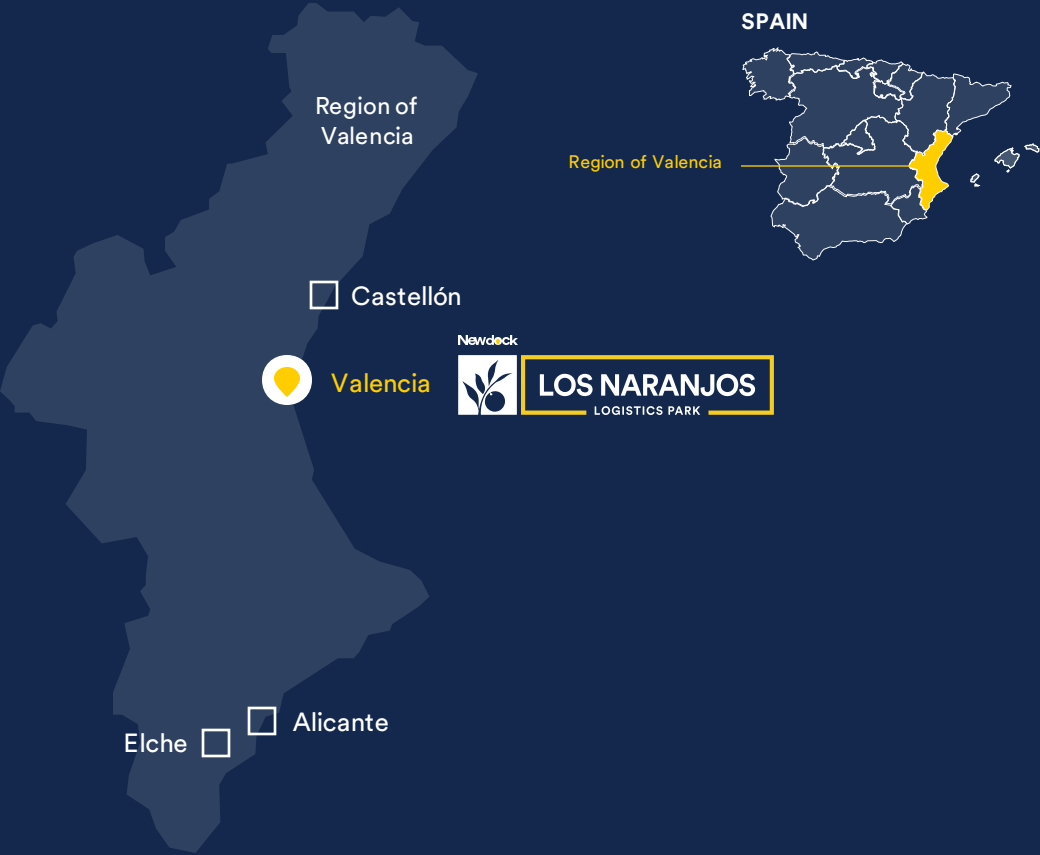 SPAIN
Region of
Valencia
Region of Valencia
Castellón
Newdock
Valencia
LOS NARANJOS
LOGISTICS PARK
Alicante
Elche